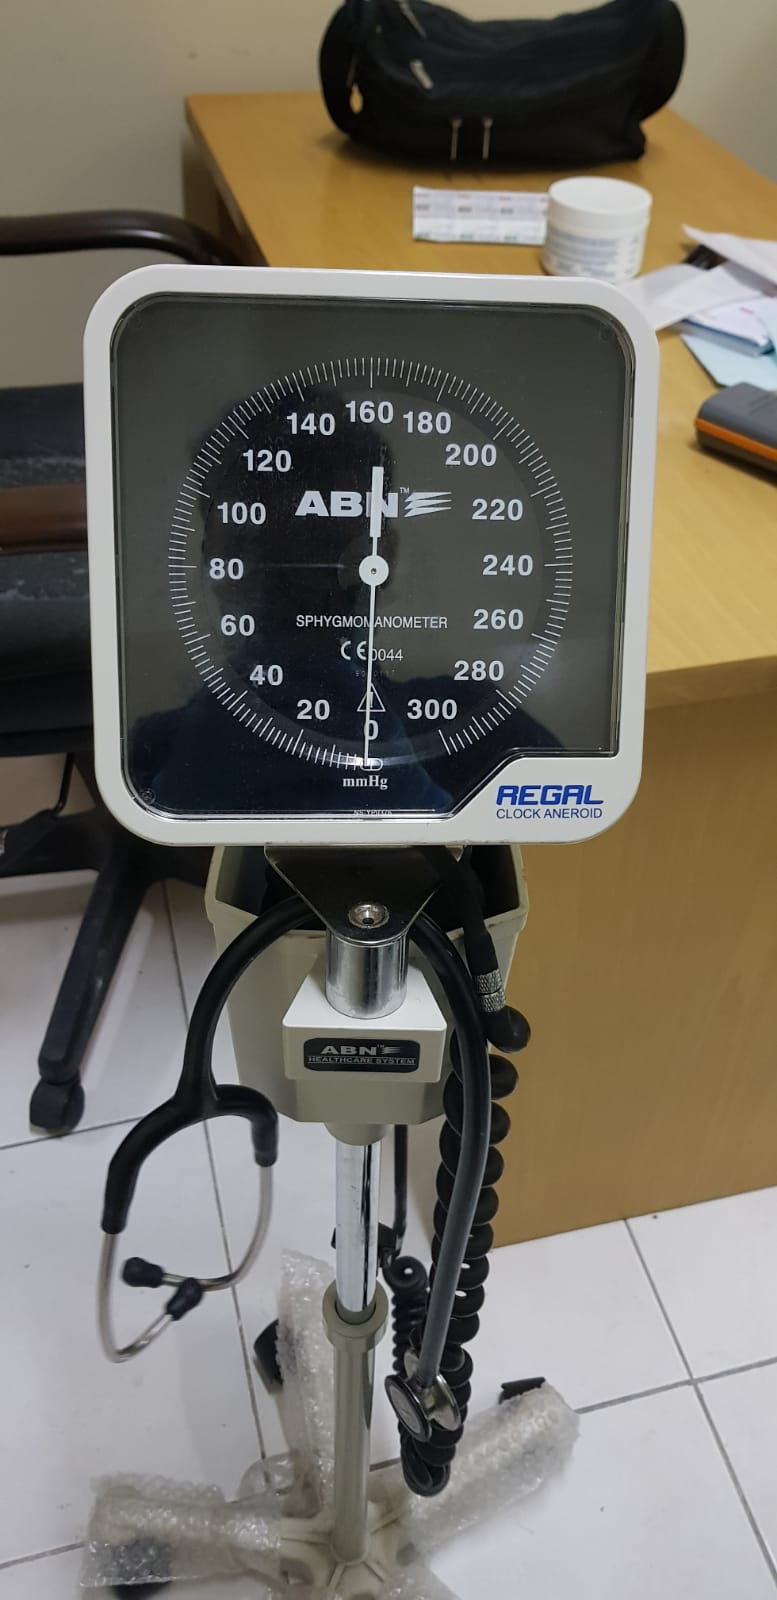 160
140 180
120 200
ABN™
100 220
80 240
SPHYGMOMANOMETER
60 260
CE 0044
40 280
20 300
0
mmHg
REGAL
CLOCK ANEROID
ABN™
HEALTHCARE SYSTEM